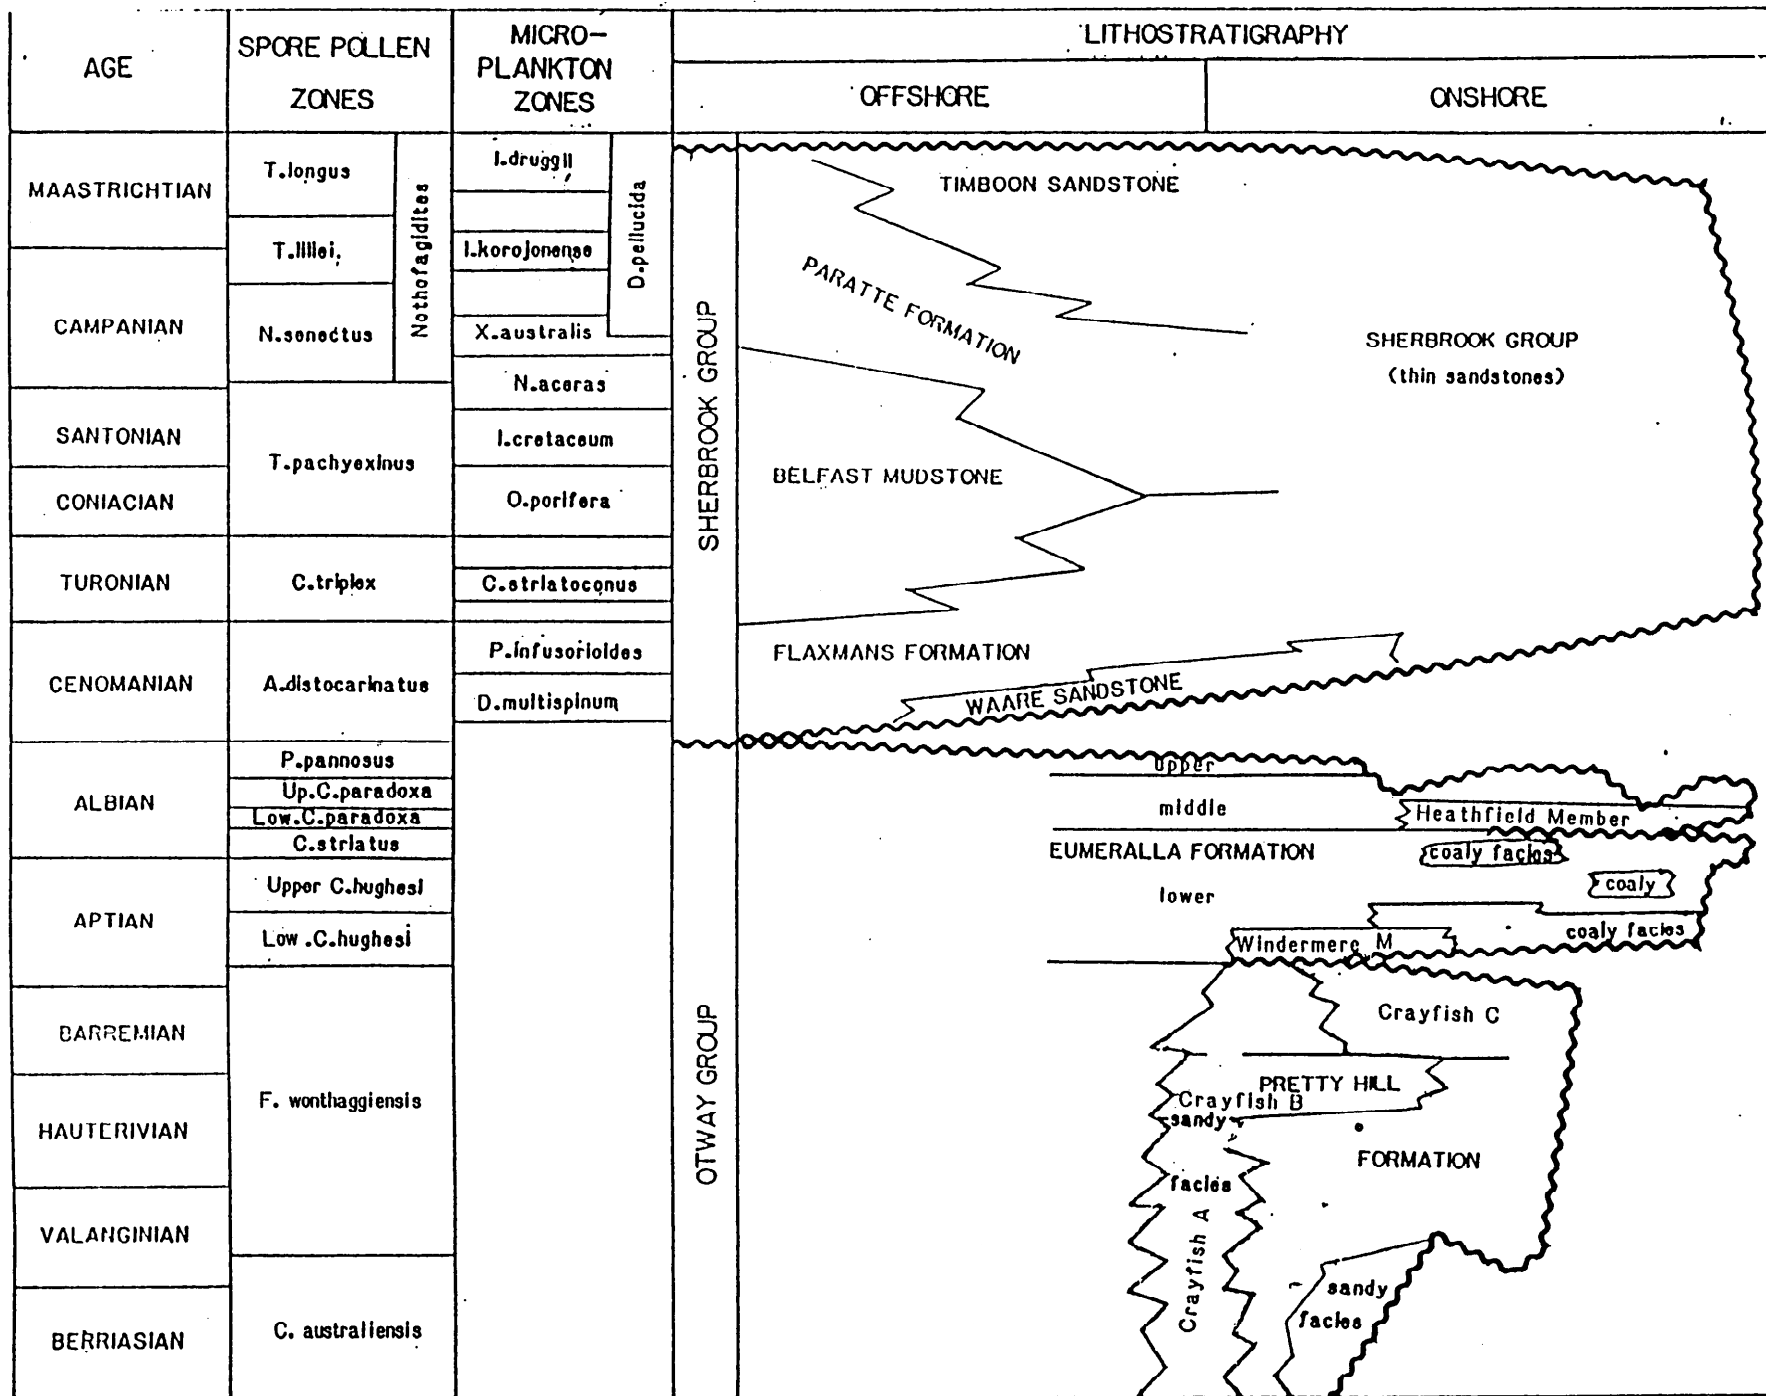 AGE
SPORE POLLEN
ZONES
MICRO-
PLANKTON
ZONES
LITHOSTRATIGRAPHY
OFFSHORE
ONSHORE
MAASTRICHTIAN
CAMPANIAN
SANTONIAN
CONIACIAN
TURONIAN
CENOMANIAN
ALBIAN
APTIAN
BARREMIAN
HAUTERIVIAN
VALANGINIAN
BERRIASIAN
T.longus
T.lillei
N.senectus
Nothofagidites
T.pachyexinus
C.triplex
A.distocarinatus
P.pannosus
Up.C.paradoxa
Low.C.paradoxa
C.striatus
Upper C.hughesi
Low.C.hughesi
F. wonthaggiensis
C. australiensis
I.druggii
I.korojonense
X.australis
D.pellucida
N.aceras
I.cretaceum
O.porifera
C.striatoconus
P.infusorioides
D.multispinum
SHERBROOK GROUP
OTWAY GROUP
TIMBOON SANDSTONE
PARATTE FORMATION
SHERBROOK GROUP
(thin sandstones)
BELFAST MUDSTONE
FLAXMANS FORMATION
WAARE SANDSTONE
upper
middle
Heathfield Member
EUMERALLA FORMATION
coaly facies
coaly
lower
coaly facies
Windermere M
Crayfish C
PRETTY HILL
Crayfish B
sandy
FORMATION
facies
Crayfish A
sandy
facies